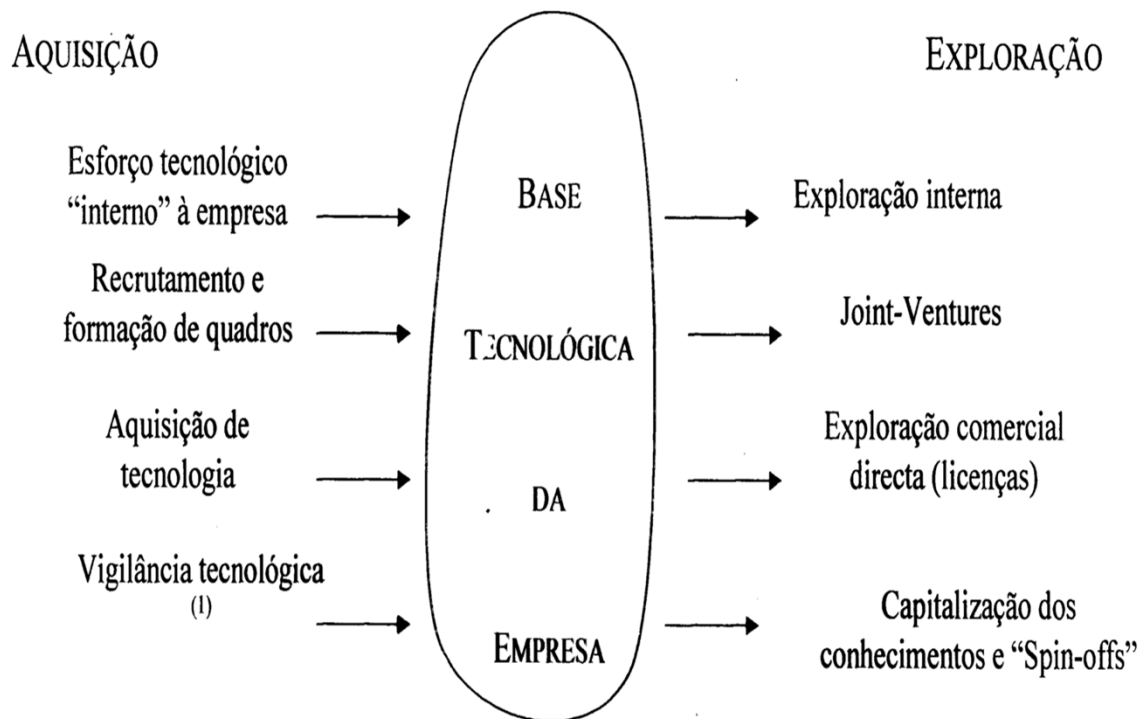 AQUISIÇÃO
EXPLORAÇÃO
Esforço tecnológico
“interno” à empresa
Recrutamento e
formação de quadros
Aquisição de
tecnologia
Vigilância tecnológica
(1)
BASE
TECNOLÓGICA
DA
EMPRESA
Exploração interna
Joint-Ventures
Exploração comercial
directa (licenças)
Capitalização dos
conhecimentos e “Spin-offs”